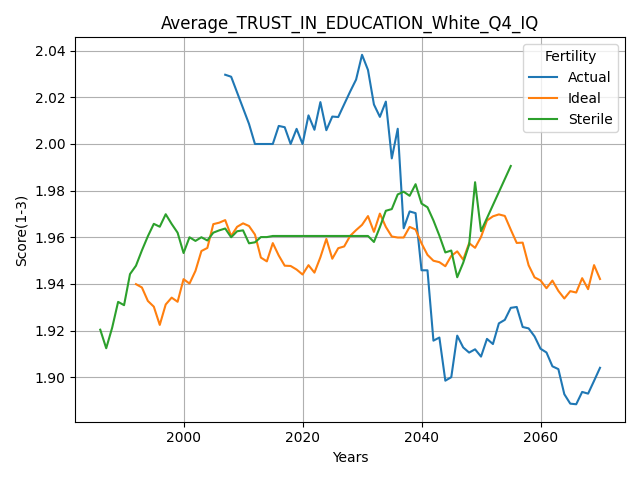 Average_TRUST_IN_EDUCATION_White_Q4_IQ
Fertility
Actual
Ideal
Sterile
Score(1-3)
2.04
2.02
2.00
1.98
1.96
1.94
1.92
1.90
2000 2020 2040 2060
Years